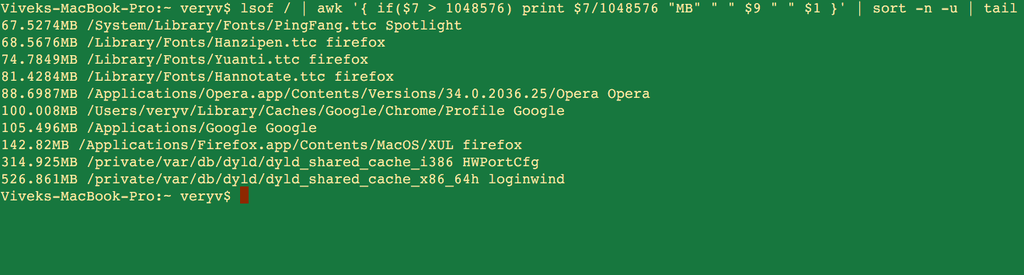 Viveks-MacBook-Pro:~ veryv$ lsof / | awk '{ if($7 > 1048576) print $7/1048576 "MB" " " $9 " " $1 }' | sort -n -u | tail
67.5274MB /System/Library/Fonts/PingFang.ttc Spotlight
68.5676MB /Library/Fonts/Hanzipen.ttc firefox
74.7849MB /Library/Fonts/Yuanti.ttc firefox
81.4284MB /Library/Fonts/Hannotate.ttc firefox
88.6987MB /Applications/Opera.app/Contents/Versions/34.0.2036.25/Opera Opera
100.008MB /Users/veryv/Library/Caches/Google/Chrome/Profile Google
105.496MB /Applications/Google Google
142.82MB /Applications/Firefox.app/Contents/MacOS/XUL firefox
314.925MB /private/var/db/dyld/dyld_shared_cache_i386 HWPortCfg
526.861MB /private/var/db/dyld/dyld_shared_cache_x86_64h loginwind
Viveks-MacBook-Pro:~ veryv$